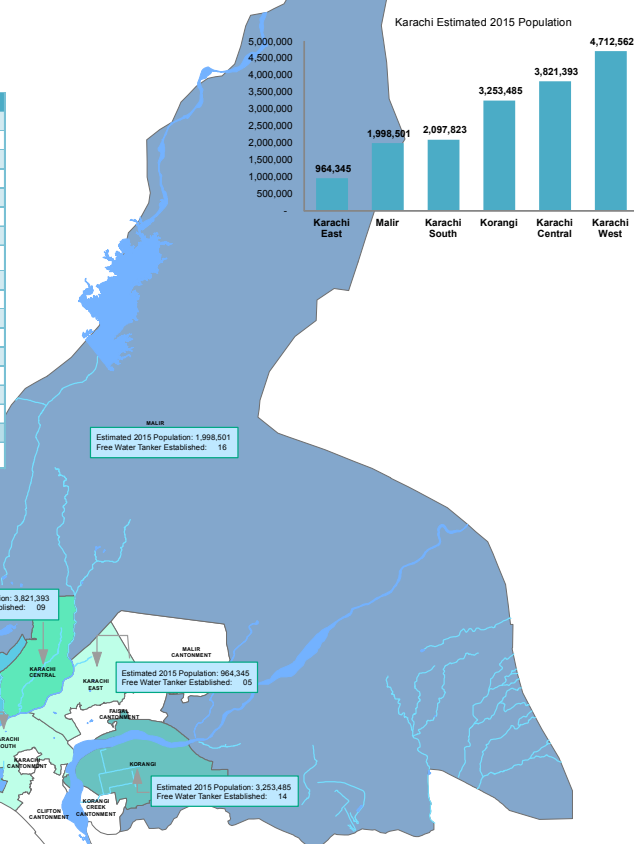 Karachi Estimated 2015 Population
5,000,000
4,500,000
4,000,000
3,500,000
3,000,000
2,500,000
2,000,000
1,500,000
1,000,000
500,000
-
964,345
1,998,501
2,097,823
3,253,485
3,821,393
4,712,562
Karachi East
Malir
Karachi South
Korangi
Karachi Central
Karachi West
MALIR
Estimated 2015 Population: 1,998,501
Free Water Tanker Established: 16
ion: 3,821,393
blished: 09
KARACHI
CENTRAL
MALIR
CANTONMENT
KARACHI
EAST
Estimated 2015 Population: 964,345
Free Water Tanker Established: 05
FAISAL
CANTONMENT
ARACHI
OUTH
KARACHI
CANTONMENT
KORANGI
Estimated 2015 Population: 3,253,485
Free Water Tanker Established: 14
CLIFTON
CANTONMENT
KORANGI
CREEK
CANTONMENT